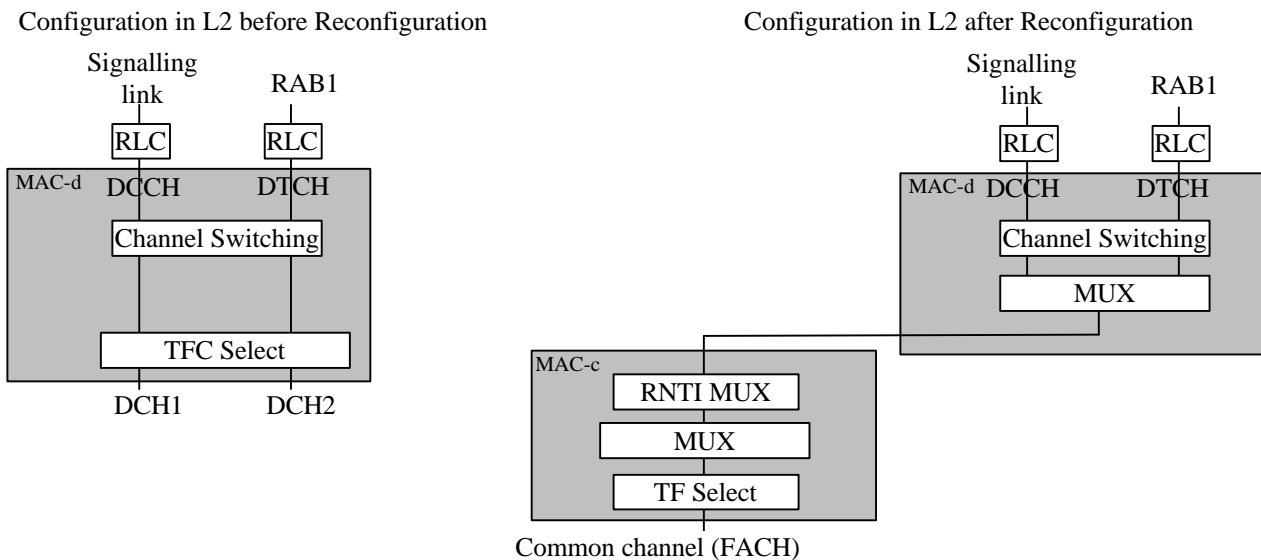 Configuration in L2 before Reconfiguration
Signalling
link
RAB1
RLC
RLC
MAC-d
DCCH
DTCH
Channel Switching
TFC Select
DCH1
DCH2
Configuration in L2 after Reconfiguration
Signalling
link
RAB1
RLC
RLC
MAC-d
DCCH
DTCH
Channel Switching
MUX
MAC-c
RNTI MUX
MUX
TF Select
Common channel (FACH)